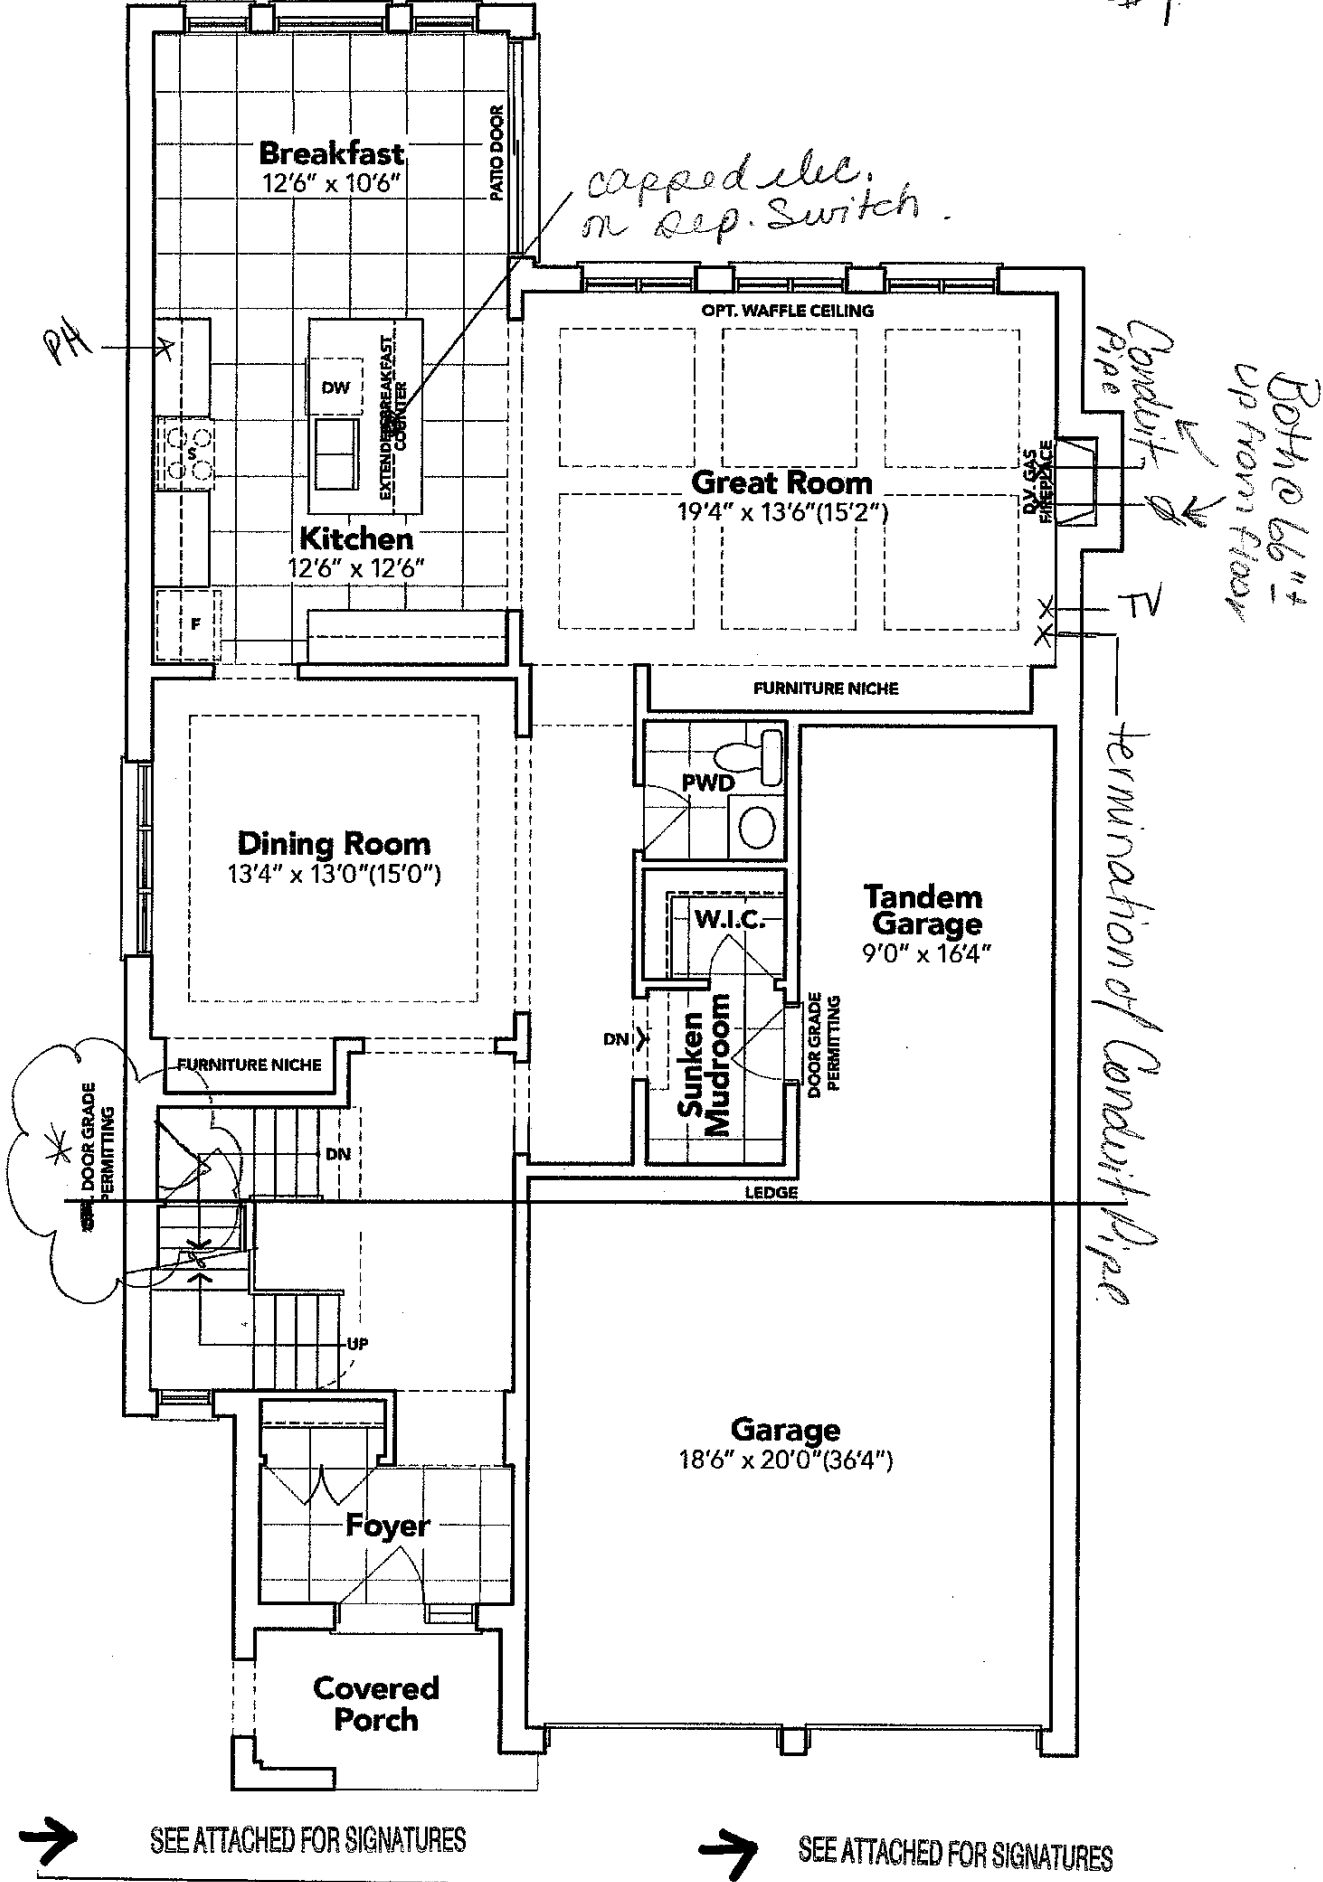 Breakfast
12'6" x 10'6"
PATIO DOOR
capped elec.
on sep. switch.
OPT. WAFFLE CEILING
PH
DW
EXTENDED BREAKFAST
COUNTER
S
Conduit
Pipe
Both @ 66" ±
up from floor
Great Room
19'4" x 13'6"(15'2")
D.V. GAS
FIREPLACE
Kitchen
12'6" x 12'6"
F
FURNITURE NICHE
PWD
termination of Conduit Pipe.
Dining Room
13'4" x 13'0"(15'0")
Tandem
Garage
9'0" x 16'4"
W.I.C.
DN
Sunken
Mudroom
DOOR GRADE
PERMITTING
FURNITURE NICHE
DOOR GRADE
PERMITTING
DN
LEDGE
UP
Garage
18'6" x 20'0"(36'4")
Foyer
Covered
Porch
SEE ATTACHED FOR SIGNATURES
SEE ATTACHED FOR SIGNATURES